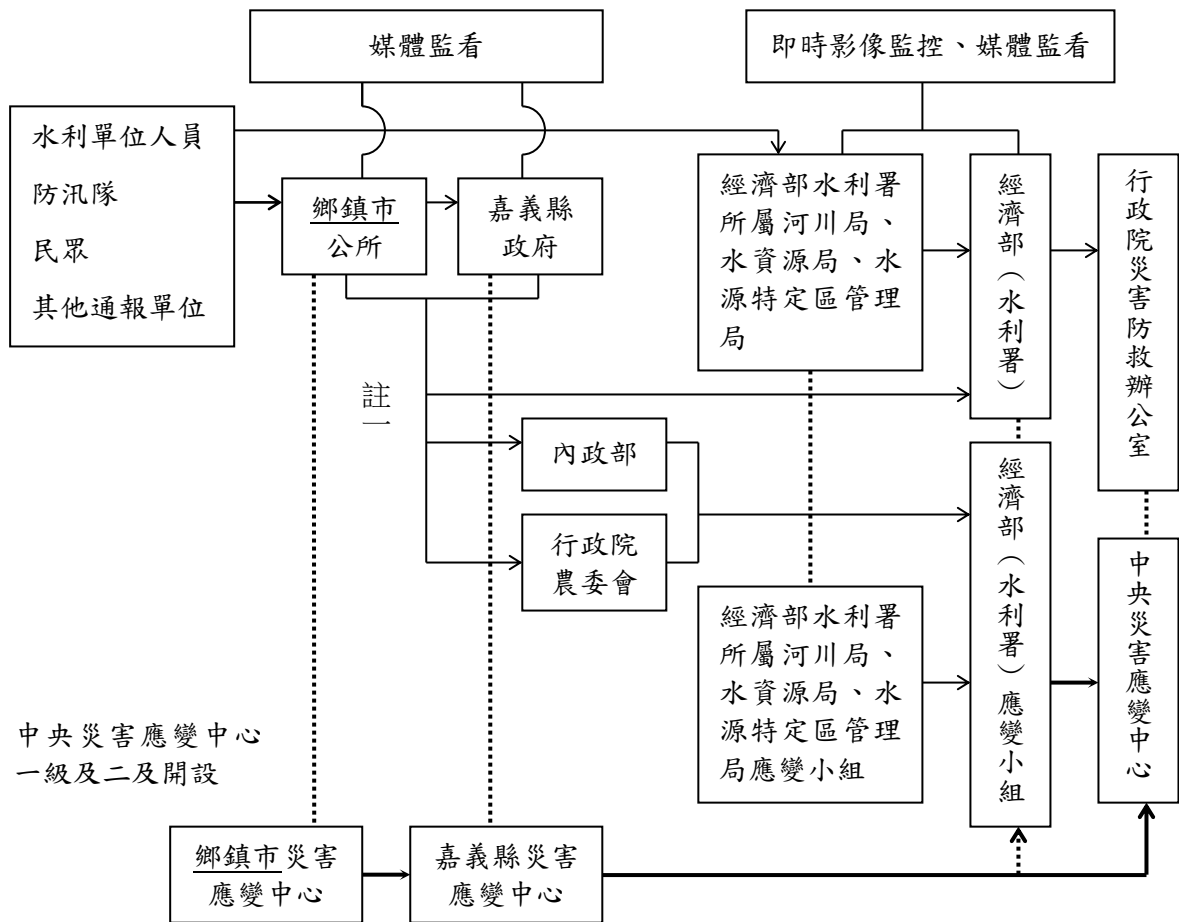 媒體監看
即時影像監控、媒體監看
水利單位人員
防汛隊
民眾
其他通報單位
鄉鎮市
公所
嘉義縣
政府
經濟部水利署
所屬河川局、
水資源局、水
源特定區管理
局
經濟部（水利署）
行政院災害防救辦公室
註一
內政部
行政院
農委會
經濟部水利署
所屬河川局、
水資源局、水
源特定區管理
局應變小組
經濟部（水利署）應變小組
中央災害應變中心
中央災害應變中心
一級及二及開設
鄉鎮市災害
應變中心
嘉義縣災害
應變中心